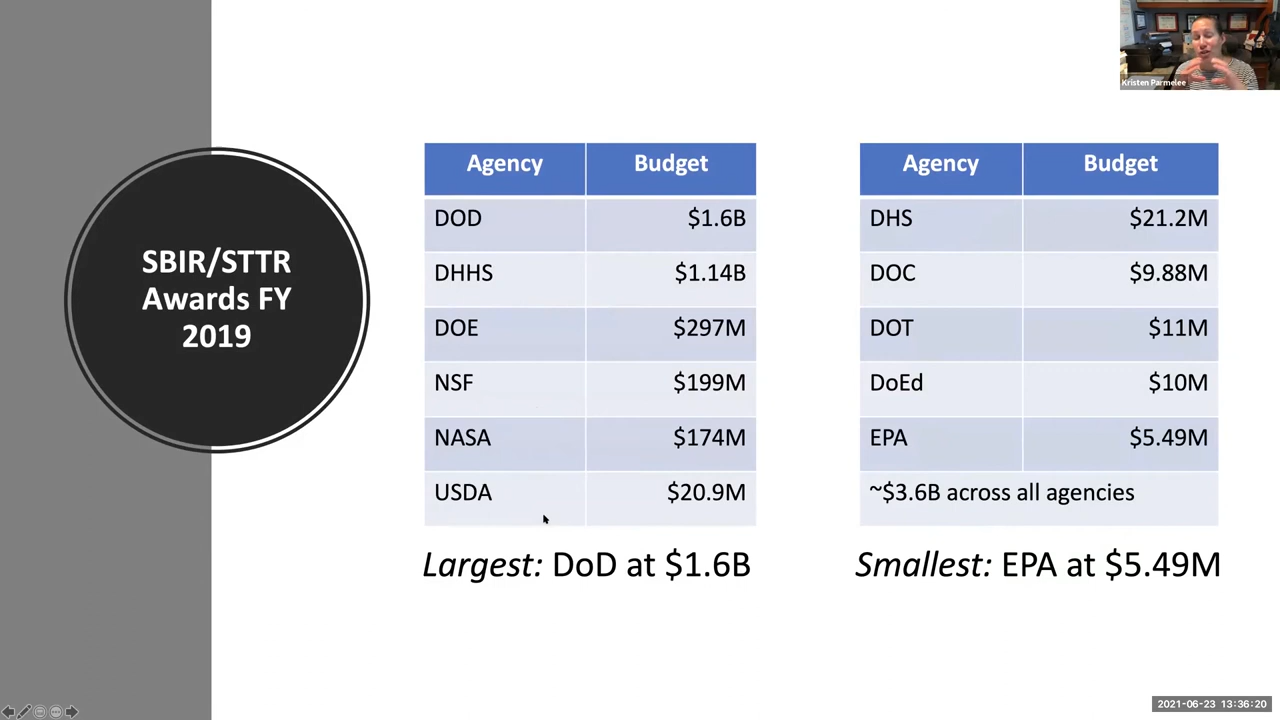 Kristen Parmelee
SBIR/STTR
Awards FY
2019
Agency Budget
DOD $1.6B
DHHS $1.14B
DOE $297M
NSF $199M
NASA $174M
USDA $20.9M
Largest: DoD at $1.6B
Agency Budget
DHS $21.2M
DOC $9.88M
DOT $11M
DoEd $10M
EPA $5.49M
~$3.6B across all agencies
Smallest: EPA at $5.49M
2021-06-23 13:36:20